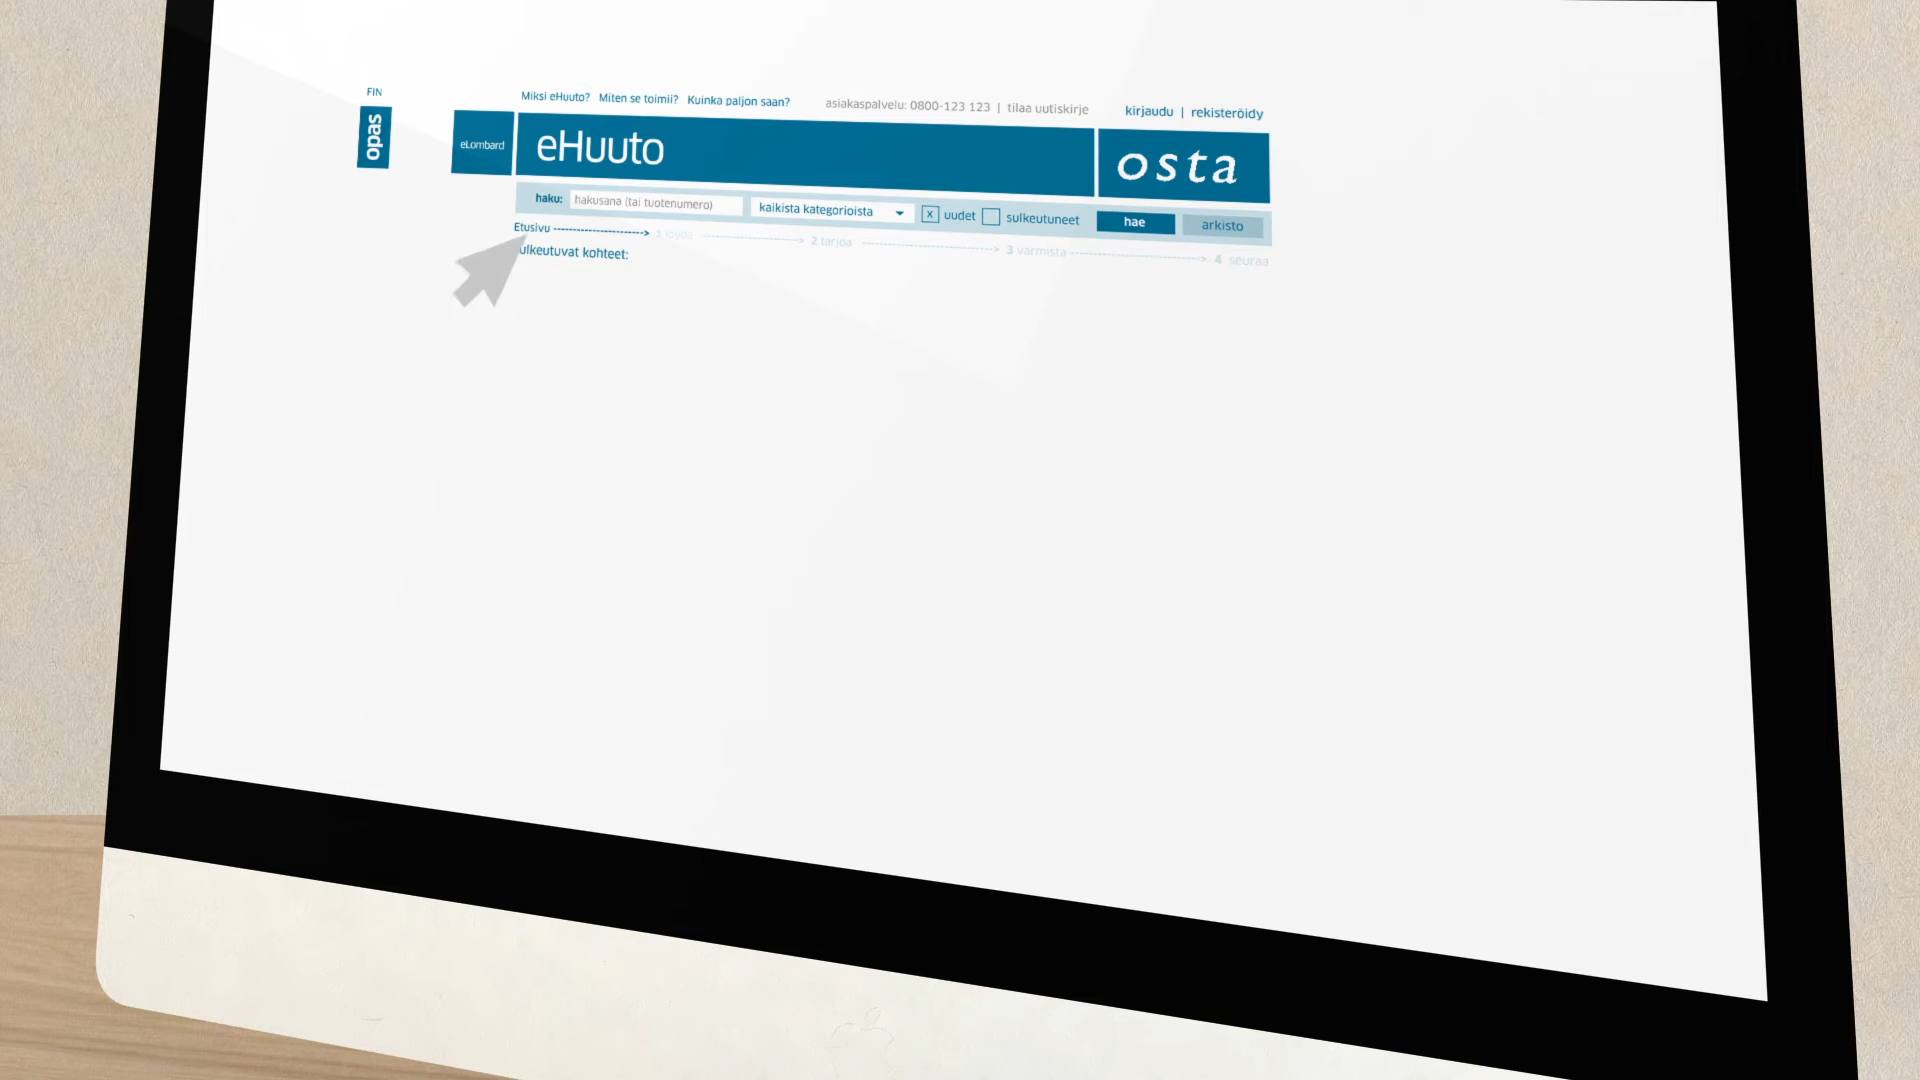 FIN
opas
Miksi eHuuto? Miten se toimii? Kuinka paljon saan? asiakaspalvelu: 0800-123 123 | tilaa uutiskirje kirjaudu | rekisteröidy
eLombard eHuuto osta
haku: hakusana (tai tuotenumero) kaikista kategorioista x uudet sulkeutuneet hae arkisto
Etusivu 1 löydä 2 tarjoa 3 varmista 4 seuraa
ulkeutuvat kohteet: